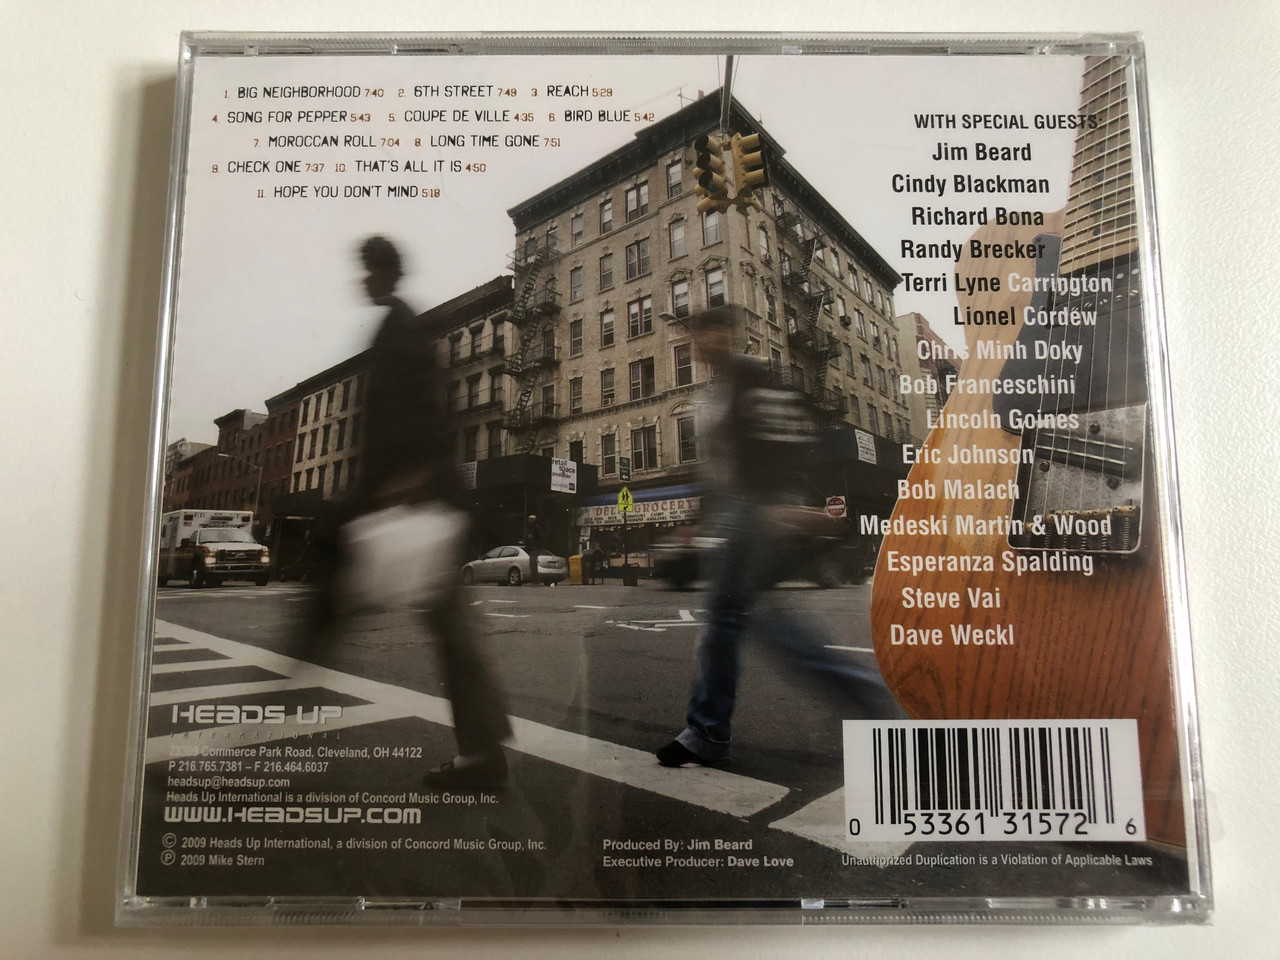 1. BIG NEIGHBORHOOD 7:40 2. 6TH STREET 7:49 3. REACH 5:29
4. SONG FOR PEPPER 5:43 5. COUPE DE VILLE 4:35 6. BIRD BLUE 5:42
7. MOROCCAN ROLL 7:04 8. LONG TIME GONE 7:51
9. CHECK ONE 7:37 10. THAT'S ALL IT IS 4:50
11. HOPE YOU DON'T MIND 5:18
WITH SPECIAL GUESTS:
Jim Beard
Cindy Blackman
Richard Bona
Randy Brecker
Terri Lyne Carrington
Lionel Cordew
Chris Minh Doky
Bob Franceschini
Lincoln Goines
Eric Johnson
Bob Malach
Medeski Martin & Wood
Esperanza Spalding
Steve Vai
Dave Weckl
retail
space
available
DELI GROCERY
HEADS UP
INTERNATIONAL
23309 Commerce Park Road, Cleveland, OH 44122
P 216.765.7381 – F 216.464.6037
headsup@headsup.com
Heads Up International is a division of Concord Music Group, Inc.
WWW.HEADSUP.COM
© 2009 Heads Up International, a division of Concord Music Group, Inc.
℗ 2009 Mike Stern
Produced By: Jim Beard
Executive Producer: Dave Love
0 53361 31572 6
Unauthorized Duplication is a Violation of Applicable Laws